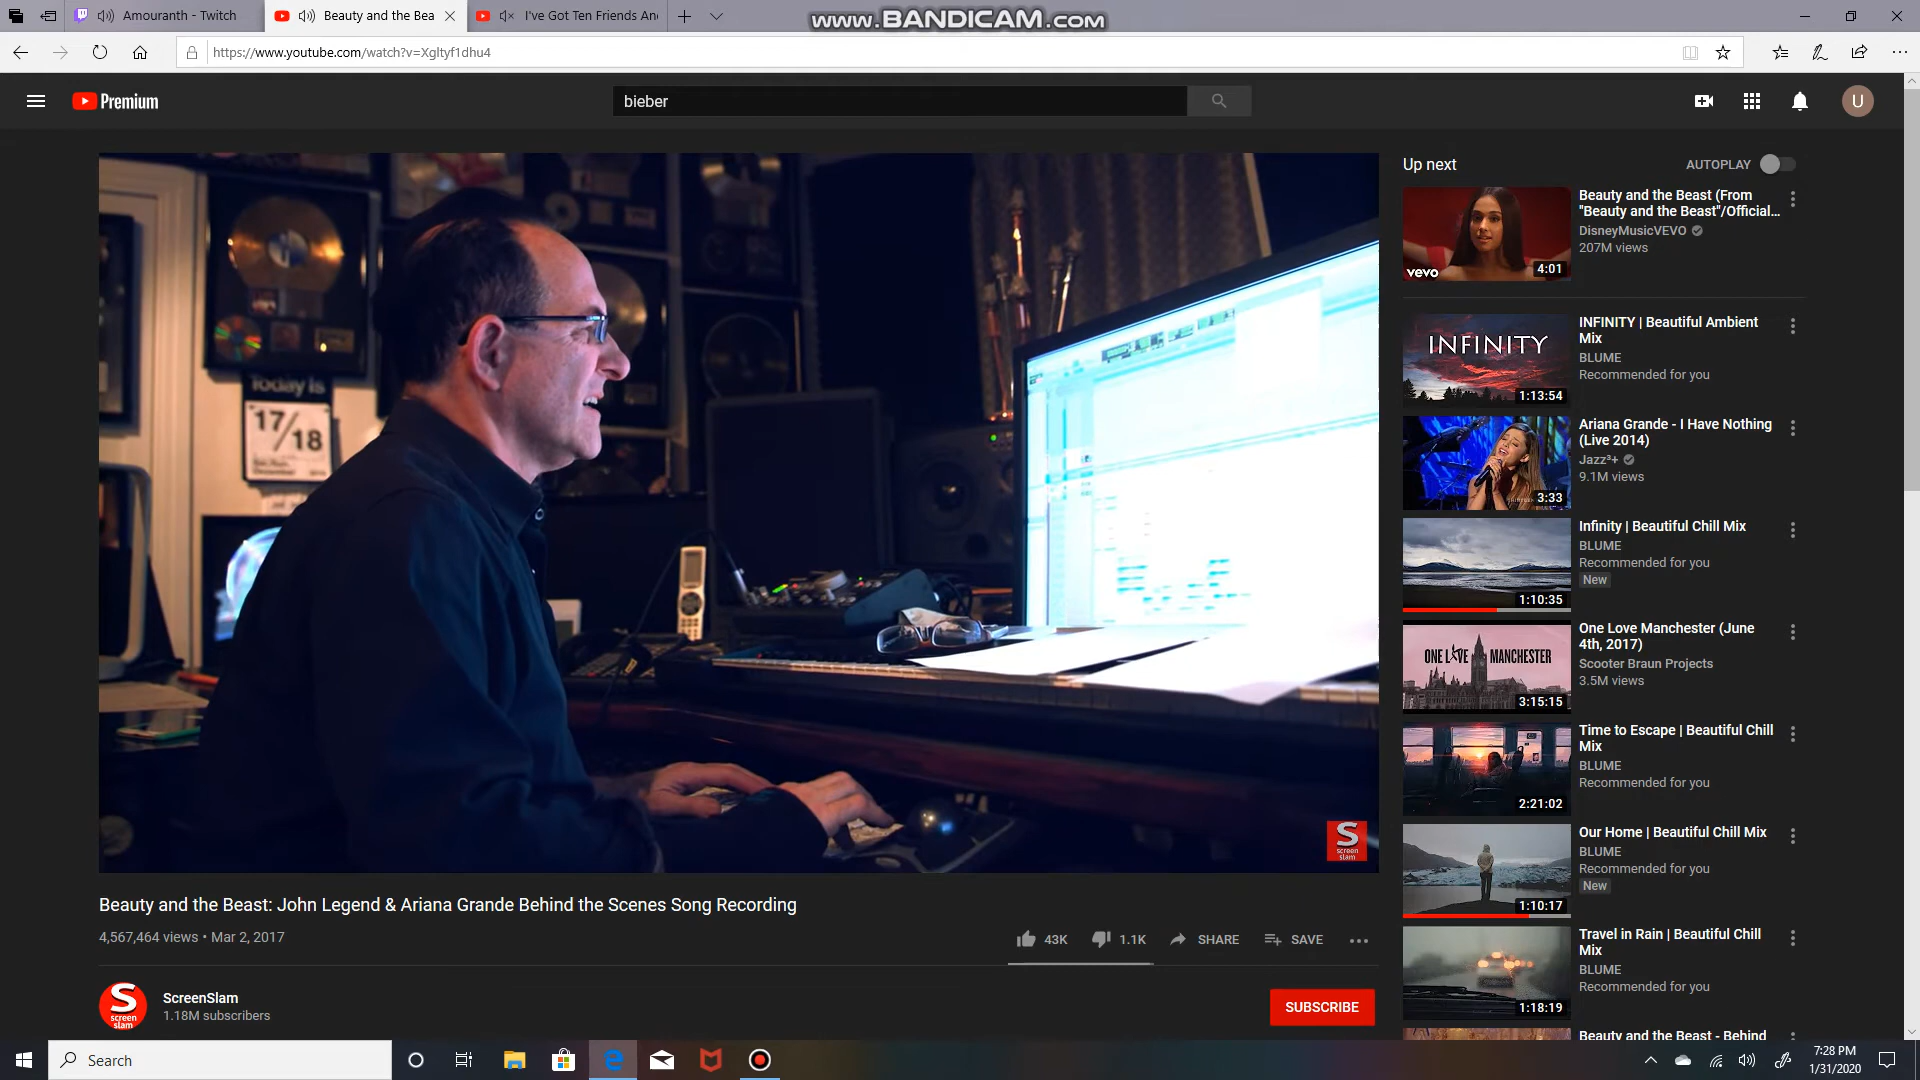 Amouranth - Twitch
Beauty and the Bea
I've Got Ten Friends An
www.BANDICAM.com
https://www.youtube.com/watch?v=Xgltyf1dhu4
Premium
bieber
U
Today is
17/18
S
screen
slam
Beauty and the Beast: John Legend & Ariana Grande Behind the Scenes Song Recording
4,567,464 views • Mar 2, 2017
43K
1.1K
SHARE
SAVE
S
screen
slam
ScreenSlam
1.18M subscribers
SUBSCRIBE
Up next
AUTOPLAY
vevo
4:01
Beauty and the Beast (From
"Beauty and the Beast"/Official...
DisneyMusicVEVO
207M views
INFINITY
1:13:54
INFINITY | Beautiful Ambient
Mix
BLUME
Recommended for you
3:33
Ariana Grande - I Have Nothing
(Live 2014)
Jazz³+
9.1M views
1:10:35
Infinity | Beautiful Chill Mix
BLUME
Recommended for you
New
ONE LOVE MANCHESTER
3:15:15
One Love Manchester (June
4th, 2017)
Scooter Braun Projects
3.5M views
2:21:02
Time to Escape | Beautiful Chill
Mix
BLUME
Recommended for you
1:10:17
Our Home | Beautiful Chill Mix
BLUME
Recommended for you
New
1:18:19
Travel in Rain | Beautiful Chill
Mix
BLUME
Recommended for you
Beauty and the Beast - Behind
Search
7:28 PM
1/31/2020